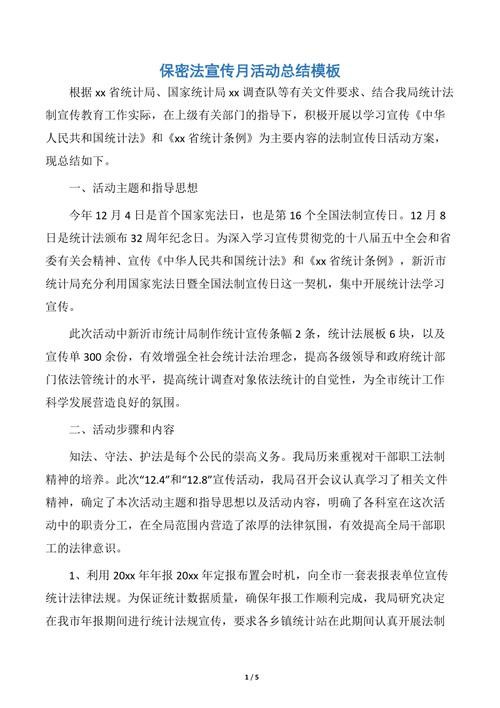 保密法宣传月活动总结模板
根据 xx 省统计局、国家统计局 xx 调查队等有关文件要求、结合我局统计法
制宣传教育工作实际，在上级有关部门的指导下，积极开展以学习宣传《中华
人民共和国统计法》和《xx 省统计条例》为主要内容的法制宣传日活动方案，
现总结如下。
一、活动主题和指导思想
今年 12 月 4 日是首个国家宪法日，也是第 16 个全国法制宣传日。12 月 8
日是统计法颁布 32 周年纪念日。为深入学习宣传贯彻党的十八届五中全会和省
委有关会精神、宣传《中华人民共和国统计法》和《xx 省统计条例》，新沂市
统计局充分利用国家宪法日暨全国法制宣传日这一契机，集中开展统计法学习
宣传。
此次活动中新沂市统计局制作统计宣传条幅 2 条，统计法展板 6 块，以及
宣传单 300 余份，有效增强全社会统计法治理念，提高各级领导和政府统计部
门依法管统计的水平，提高统计调查对象依法统计的自觉性，为全市统计工作
科学发展营造良好的氛围。
二、活动步骤和内容
知法、守法、护法是每个公民的崇高义务。我局历来重视对干部职工法制
精神的培养。此次“12.4”和“12.8”宣传活动，我局召开会议认真学习了相关文件
精神，确定了本次活动主题和指导思想以及活动内容，明确了各科室在这次活
动中的职责分工，在全局范围内营造了浓厚的法律氛围，有效提高全局干部职
工的法律意识。
1、利用 20xx 年年报 20xx 年定报布置会时机，向全市一套表报表单位宣传
统计法律法规。为保证统计数据质量，确保年报工作顺利完成，我局研究决定
在我市年报期间进行统计法规宣传，要求各乡镇统计站在此期间认真开展法制
1 / 5